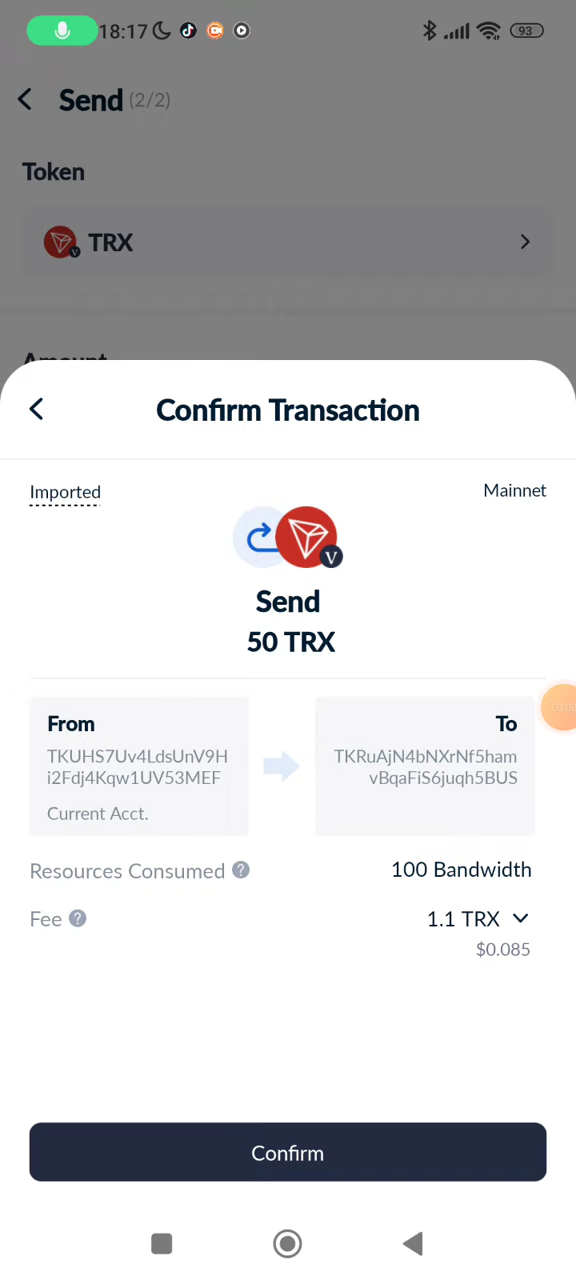 18:17
93
Send (2/2)
Token
TRX
Amount
Confirm Transaction
Imported
Mainnet
V
Send
50 TRX
From
TKUHS7Uv4LdsUnV9H
i2Fdj4Kqw1UV53MEF
Current Acct.
To
TKRuAjN4bNXrNf5ham
vBqaFiS6juqh5BUS
Resources Consumed ?
100 Bandwidth
Fee ?
1.1 TRX
$0.085
Confirm